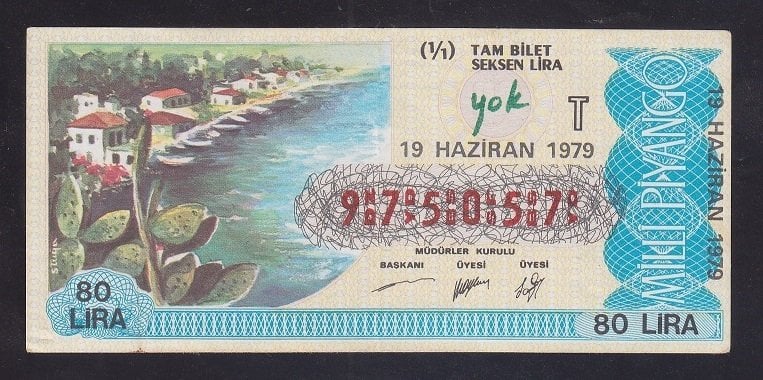 (1/1) TAM BİLET
SEKSEN LİRA
yok
T
19 HAZİRAN 1979
975057
MÜDÜRLER KURULU
BAŞKANI ÜYESİ ÜYESİ
80
LİRA
80 LİRA
MİLLİ PİYANGO
19 HAZİRAN 1979